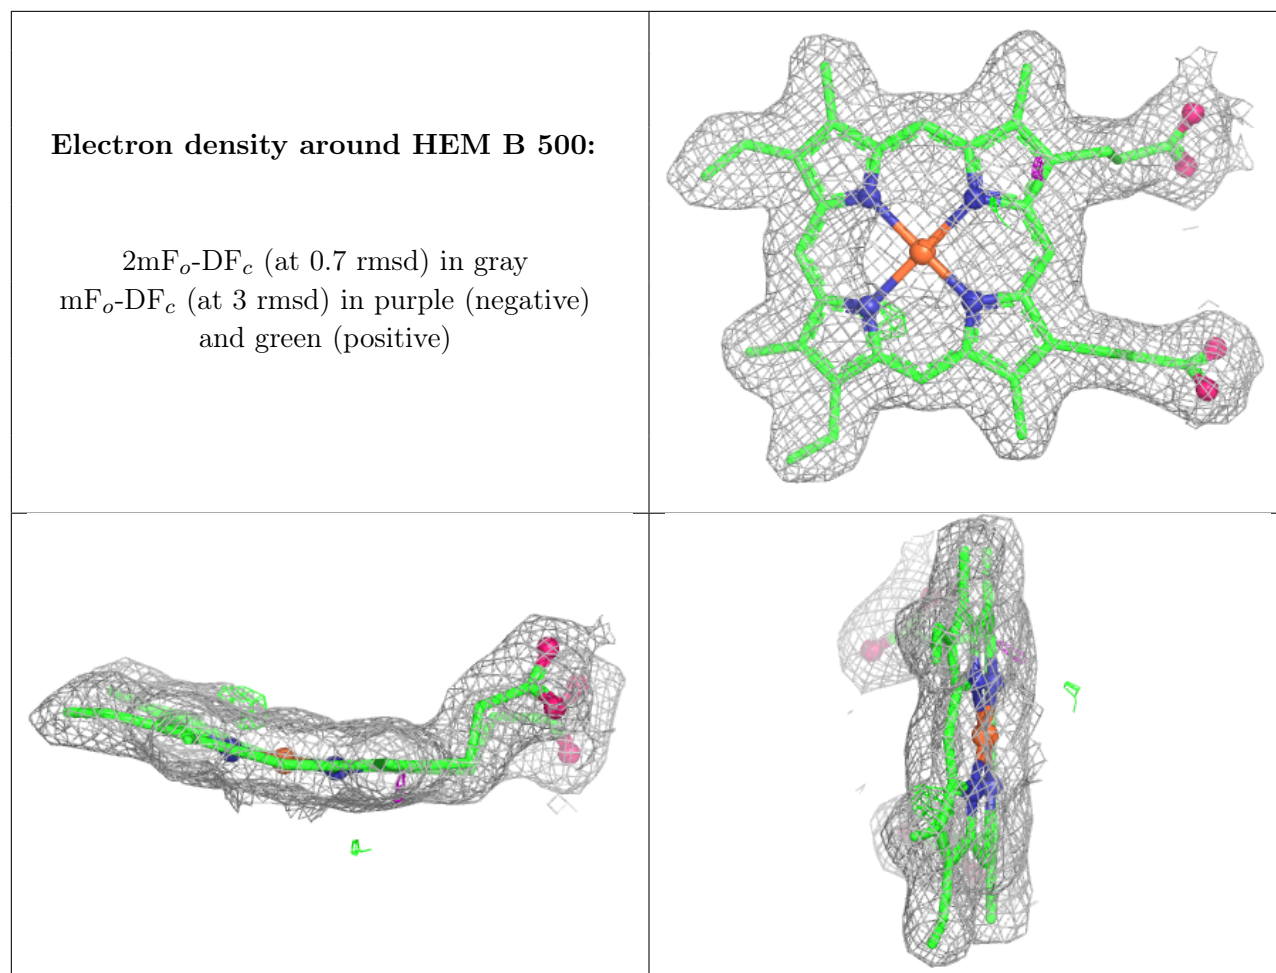 Electron density around HEM B 500:
2mFo-DFc (at 0.7 rmsd) in gray
mFo-DFc (at 3 rmsd) in purple (negative)
and green (positive)